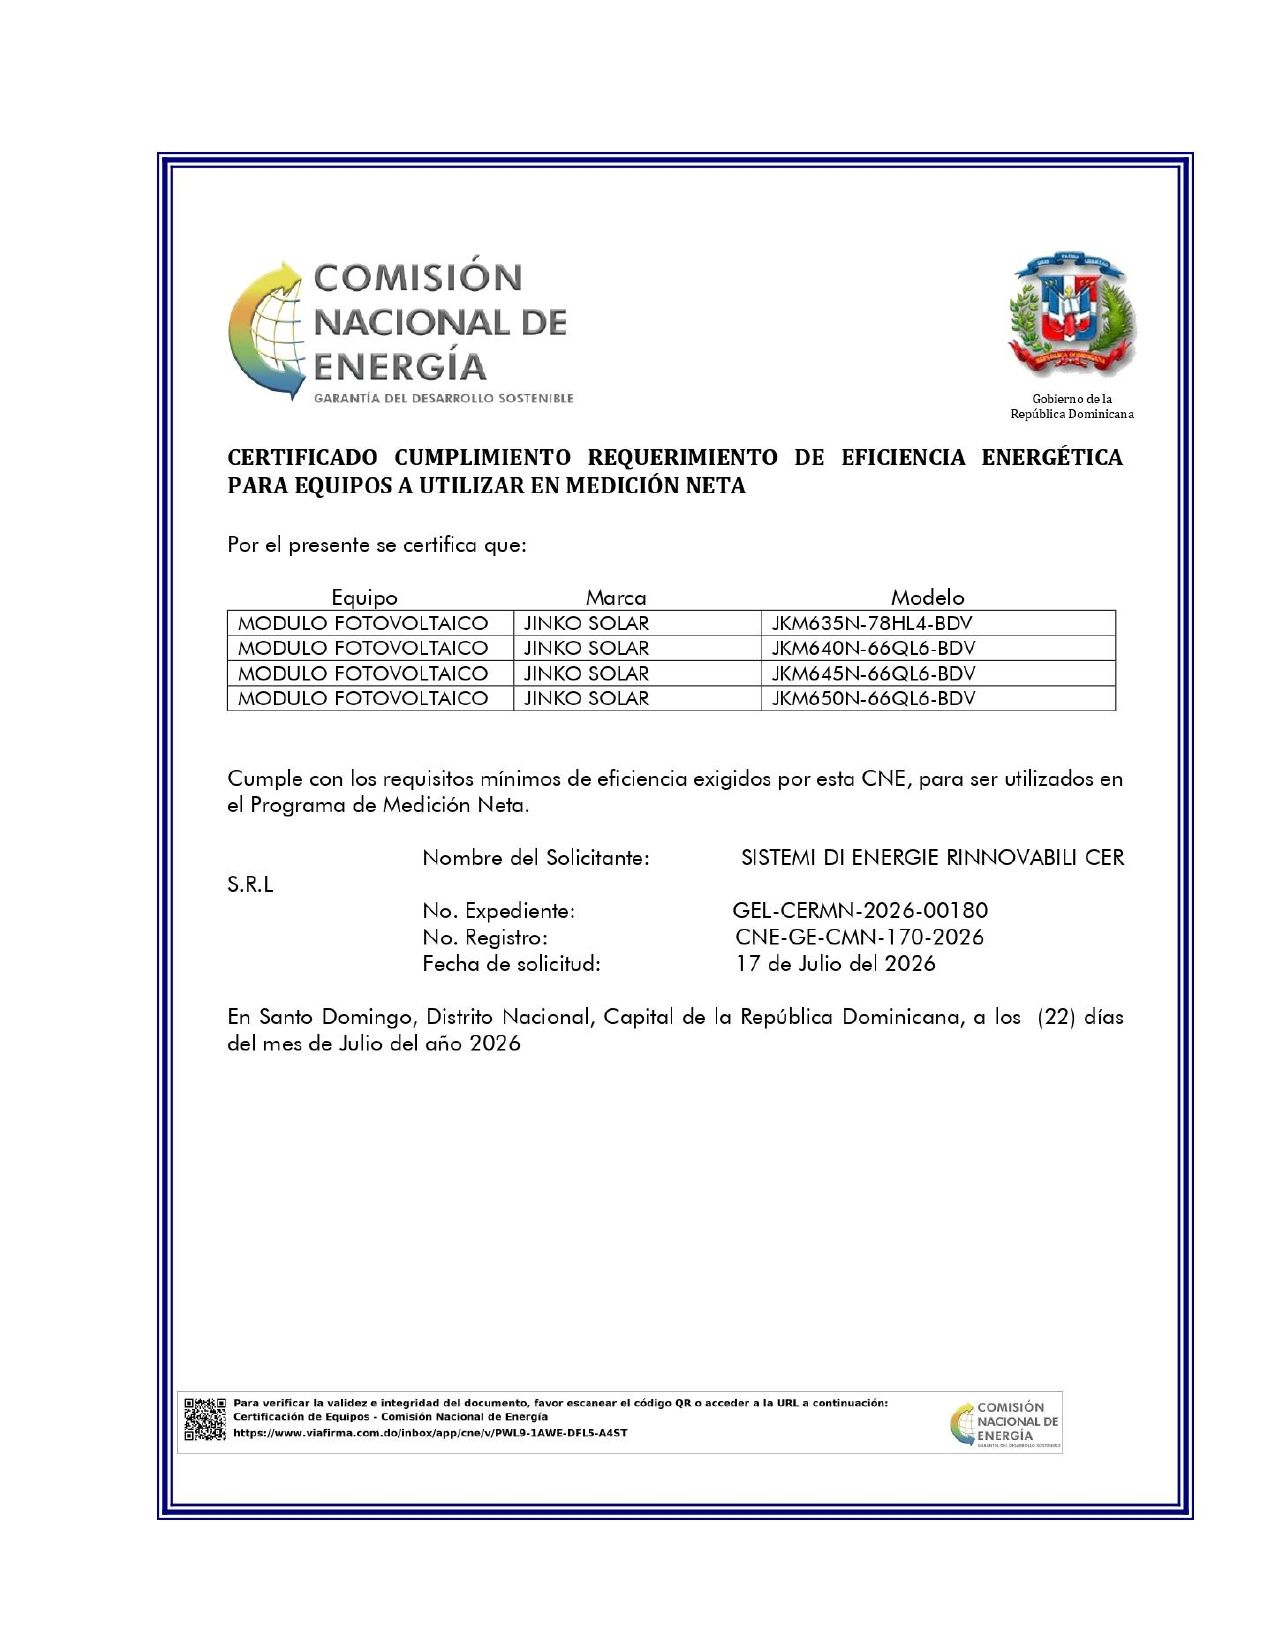 COMISIÓN
NACIONAL DE
ENERGÍA
GARANTÍA DEL DESARROLLO SOSTENIBLE
Gobierno de la
República Dominicana
CERTIFICADO CUMPLIMIENTO REQUERIMIENTO DE EFICIENCIA ENERGÉTICA
PARA EQUIPOS A UTILIZAR EN MEDICIÓN NETA
Por el presente se certifica que:
Equipo Marca Modelo
MODULO FOTOVOLTAICO JINKO SOLAR JKM635N-78HL4-BDV
MODULO FOTOVOLTAICO JINKO SOLAR JKM640N-66QL6-BDV
MODULO FOTOVOLTAICO JINKO SOLAR JKM645N-66QL6-BDV
MODULO FOTOVOLTAICO JINKO SOLAR JKM650N-66QL6-BDV
Cumple con los requisitos mínimos de eficiencia exigidos por esta CNE, para ser utilizados en
el Programa de Medición Neta.
Nombre del Solicitante: SISTEMI DI ENERGIE RINNOVABILI CER
S.R.L
No. Expediente: GEL-CERMN-2026-00180
No. Registro: CNE-GE-CMN-170-2026
Fecha de solicitud: 17 de Julio del 2026
En Santo Domingo, Distrito Nacional, Capital de la República Dominicana, a los (22) días
del mes de Julio del año 2026
Para verificar la validez e integridad del documento, favor escanear el código QR o acceder a la URL a continuación:
Certificación de Equipos - Comisión Nacional de Energía
https://www.viafirma.com.do/inbox/app/cne/v/PWL9-1AWE-DFL5-A4ST
COMISIÓN
NACIONAL DE
ENERGÍA
GARANTÍA DEL DESARROLLO SOSTENIBLE